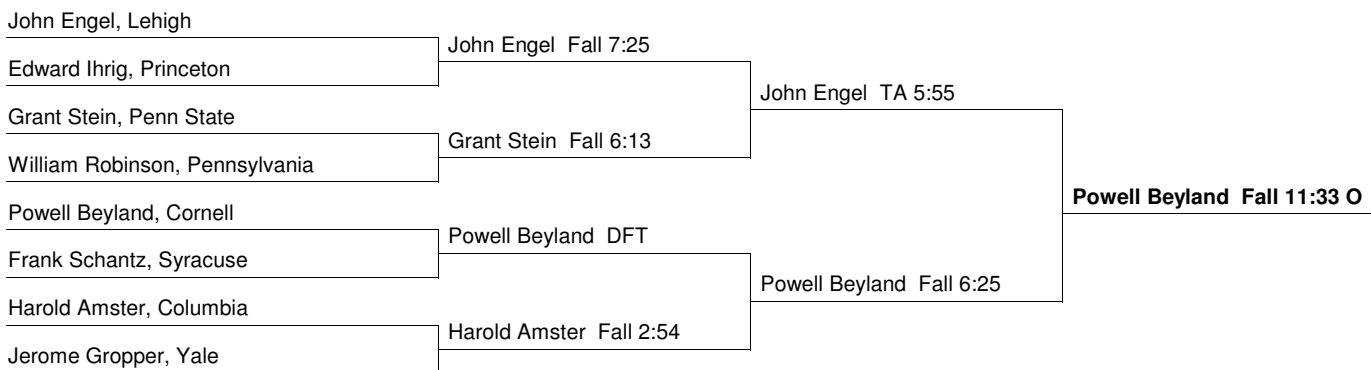 John Engel, Lehigh
Edward Ihrig, Princeton
Grant Stein, Penn State
William Robinson, Pennsylvania
Powell Beyland, Cornell
Frank Schantz, Syracuse
Harold Amster, Columbia
Jerome Gropper, Yale
John Engel Fall 7:25
Grant Stein Fall 6:13
Powell Beyland DFT
Harold Amster Fall 2:54
John Engel TA 5:55
Powell Beyland Fall 6:25
Powell Beyland Fall 11:33 O